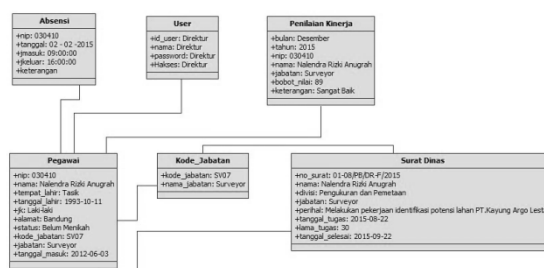 Absensi
+nip: 030410
+tanggal: 02 - 02 -2015
+jmasuk: 09:00:00
+jkeluar: 16:00:00
+keterangan
User
+id_user: Direktur
+nama: Direktur
+password: Direktur
+Hakses: Direktur
Penilaian Kinerja
+bulan: Desember
+tahun: 2015
+nip: 030410
+nama: Nalendra Rizki Anugrah
+jabatan: Surveyor
+bobot_nilai: 89
+keterangan: Sangat Baik
Pegawai
+nip: 030410
+nama: Nalendra Rizki Anugrah
+tempat_lahir: Tasik
+tanggal_lahir: 1993-10-11
+jk: Laki-laki
+alamat: Bandung
+status: Belum Menikah
+kode_jabatan: SV07
+jabatan: Surveyor
+tanggal_masuk: 2012-06-03
Kode_Jabatan
+kode_jabatan: SV07
+nama_jabatan: Surveyor
Surat Dinas
+no_surat: 01-08/PB/DR-F/2015
+nama: Nalendra Rizki Anugrah
+divisi: Pengukuran dan Pemetaan
+jabatan: Surveyor
+perihal: Melakukan pekerjaan identifikasi potensi lahan PT.Kayung Argo Lest
+tanggal_tugas: 2015-08-22
+lama_tugas: 30
+tanggal_selesai: 2015-09-22